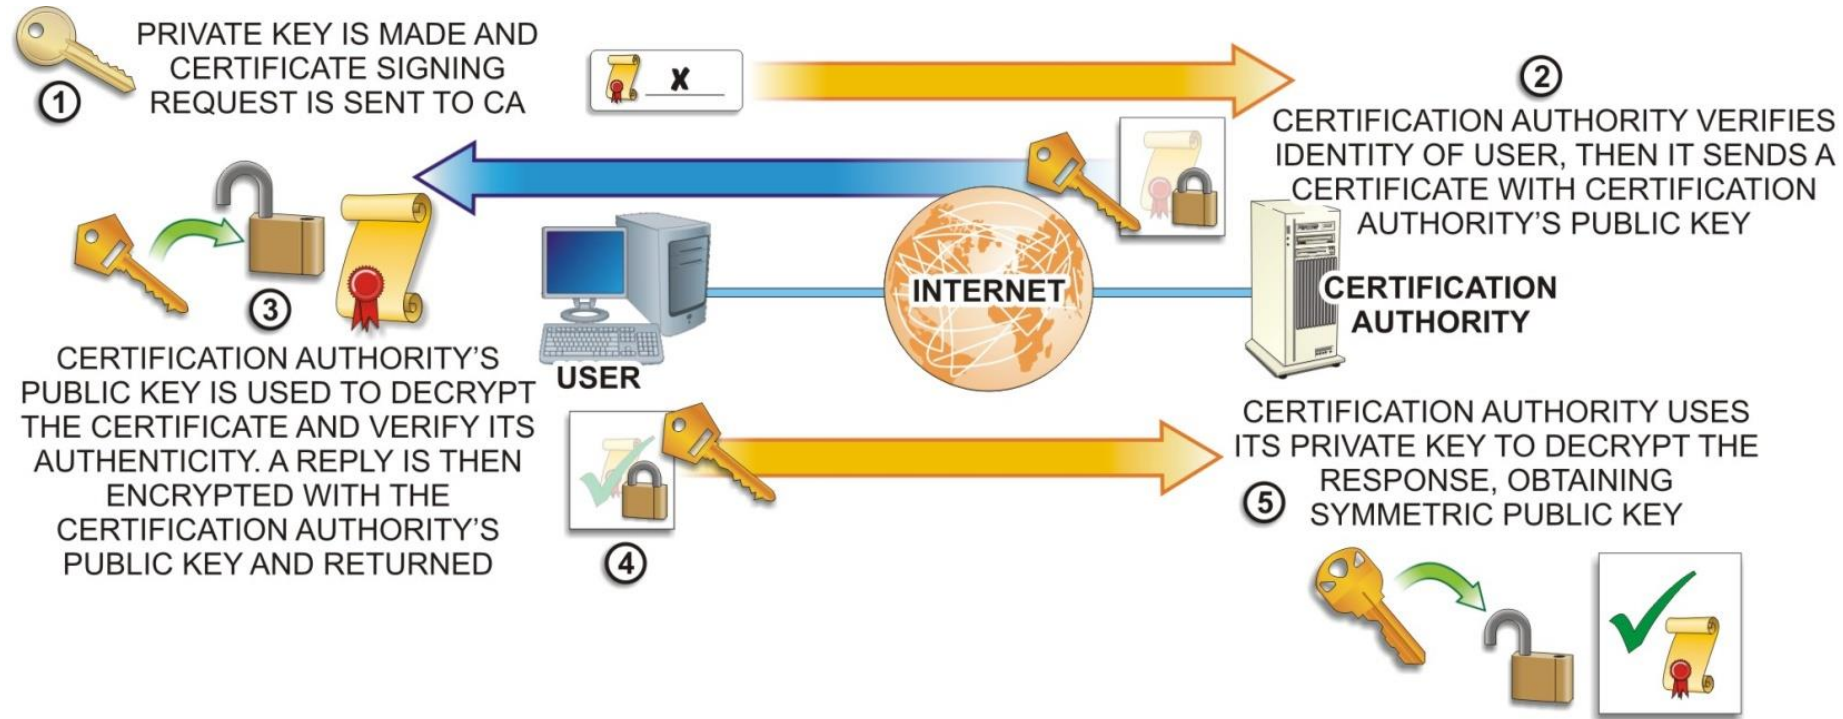 PRIVATE KEY IS MADE AND
CERTIFICATE SIGNING
REQUEST IS SENT TO CA
1
X
2
CERTIFICATION AUTHORITY VERIFIES
IDENTITY OF USER, THEN IT SENDS A
CERTIFICATE WITH CERTIFICATION
AUTHORITY'S PUBLIC KEY
3
CERTIFICATION AUTHORITY'S
PUBLIC KEY IS USED TO DECRYPT
THE CERTIFICATE AND VERIFY ITS
AUTHENTICITY. A REPLY IS THEN
ENCRYPTED WITH THE
CERTIFICATION AUTHORITY'S
PUBLIC KEY AND RETURNED
USER
INTERNET
CERTIFICATION
AUTHORITY
4
CERTIFICATION AUTHORITY USES
ITS PRIVATE KEY TO DECRYPT THE
RESPONSE, OBTAINING
SYMMETRIC PUBLIC KEY
5